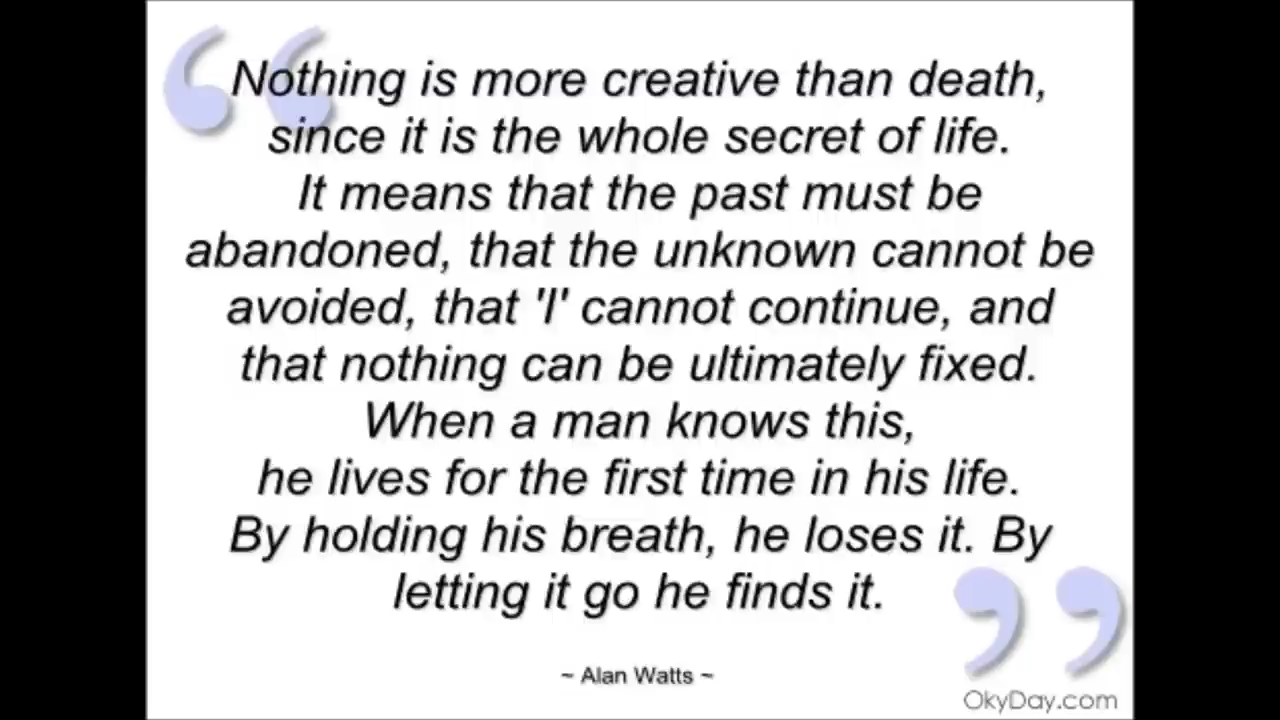 Nothing is more creative than death,
since it is the whole secret of life.
It means that the past must be
abandoned, that the unknown cannot be
avoided, that 'I' cannot continue, and
that nothing can be ultimately fixed.
When a man knows this,
he lives for the first time in his life.
By holding his breath, he loses it. By
letting it go he finds it.
~ Alan Watts ~
OkyDay.com